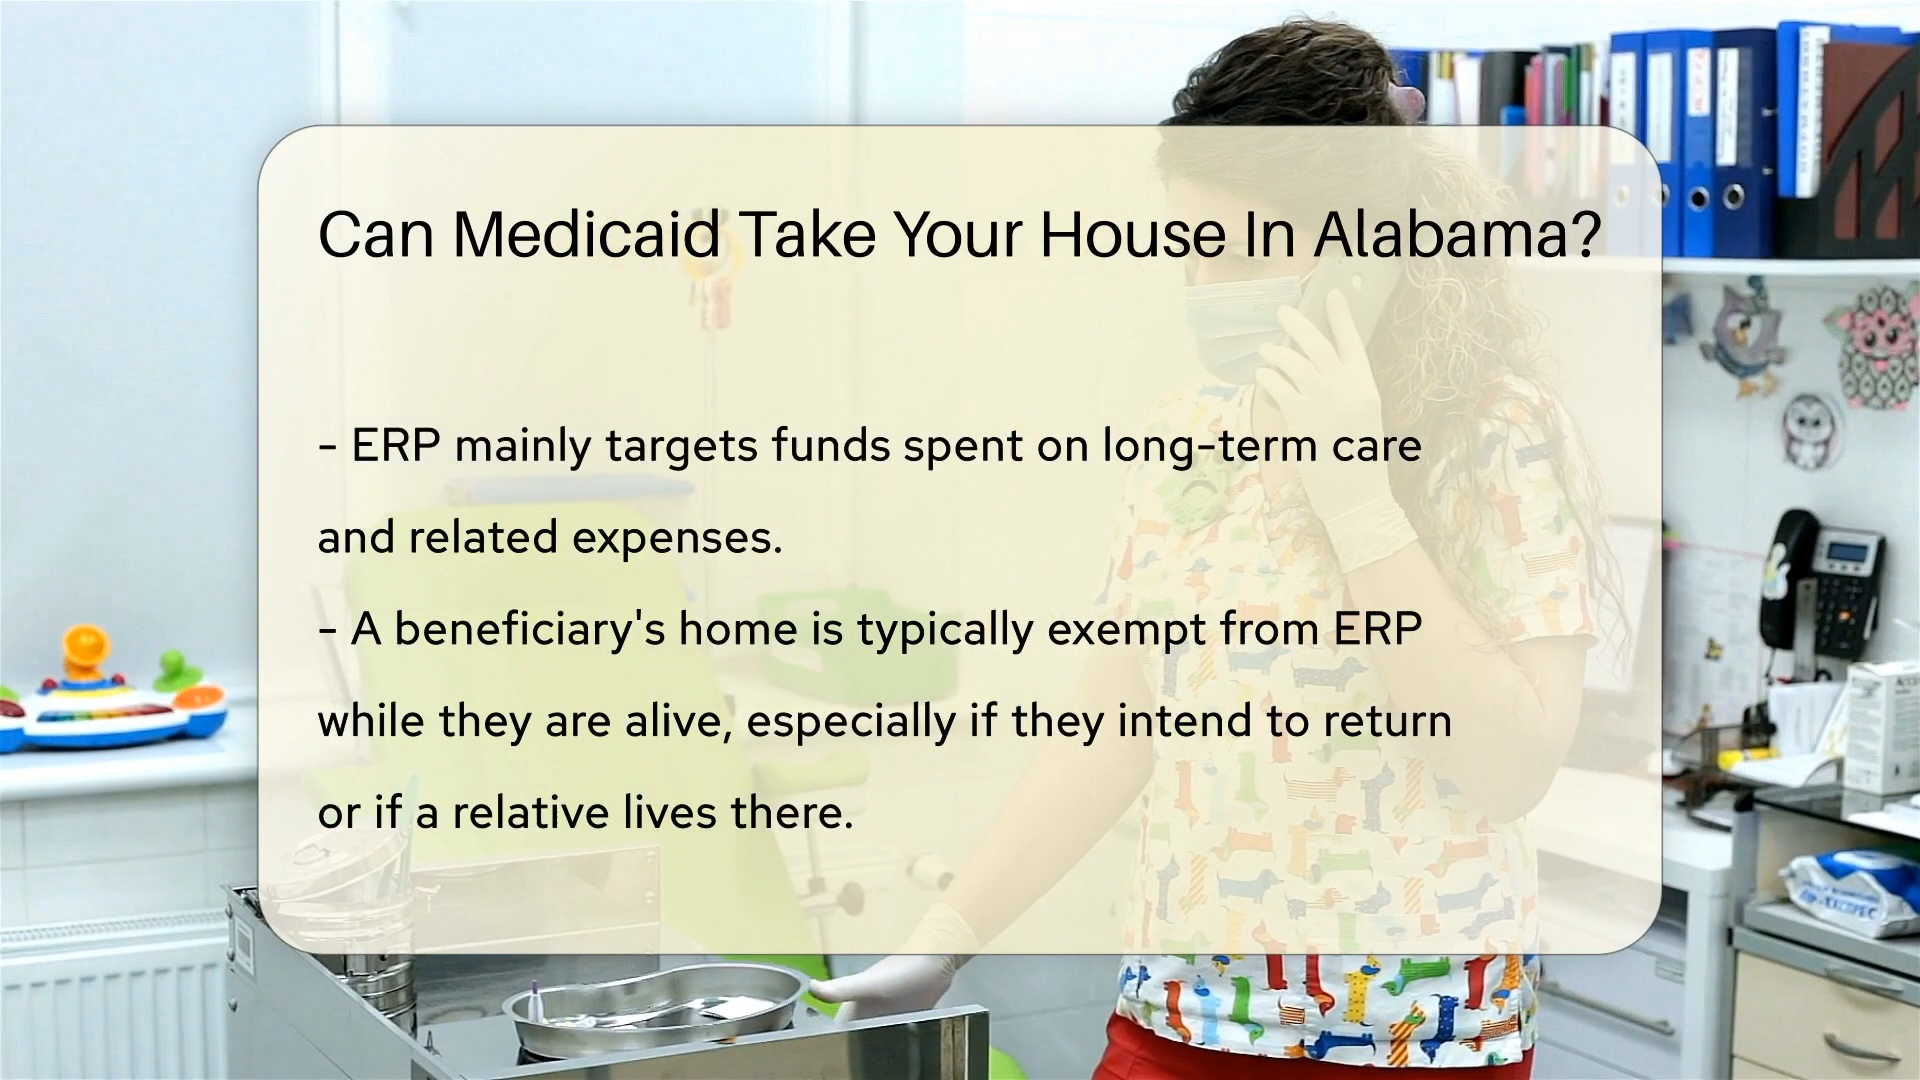 Can Medicaid Take Your House In Alabama?
- ERP mainly targets funds spent on long-term care
and related expenses.
- A beneficiary's home is typically exempt from ERP
while they are alive, especially if they intend to return
or if a relative lives there.